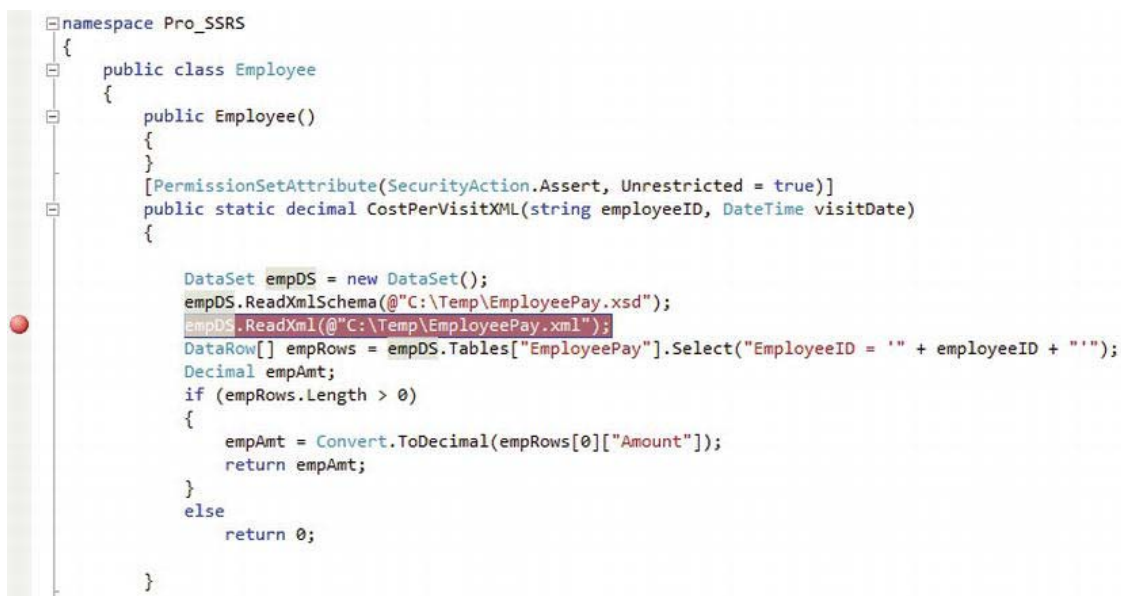 namespace Pro_SSRS
{
public class Employee
{
public Employee()
{
}
[PermissionSetAttribute(SecurityAction.Assert, Unrestricted = true)]
public static decimal CostPerVisitXML(string employeeID, DateTime visitDate)
{
DataSet empDS = new DataSet();
empDS.ReadXmlSchema(@"C:\Temp\EmployeePay.xsd");
empDS.ReadXml(@"C:\Temp\EmployeePay.xml");
DataRow[] empRows = empDS.Tables["EmployeePay"].Select("EmployeeID = '" + employeeID + "'");
Decimal empAmt;
if (empRows.Length > 0)
{
empAmt = Convert.ToDecimal(empRows[0]["Amount"]);
return empAmt;
}
else
return 0;
}